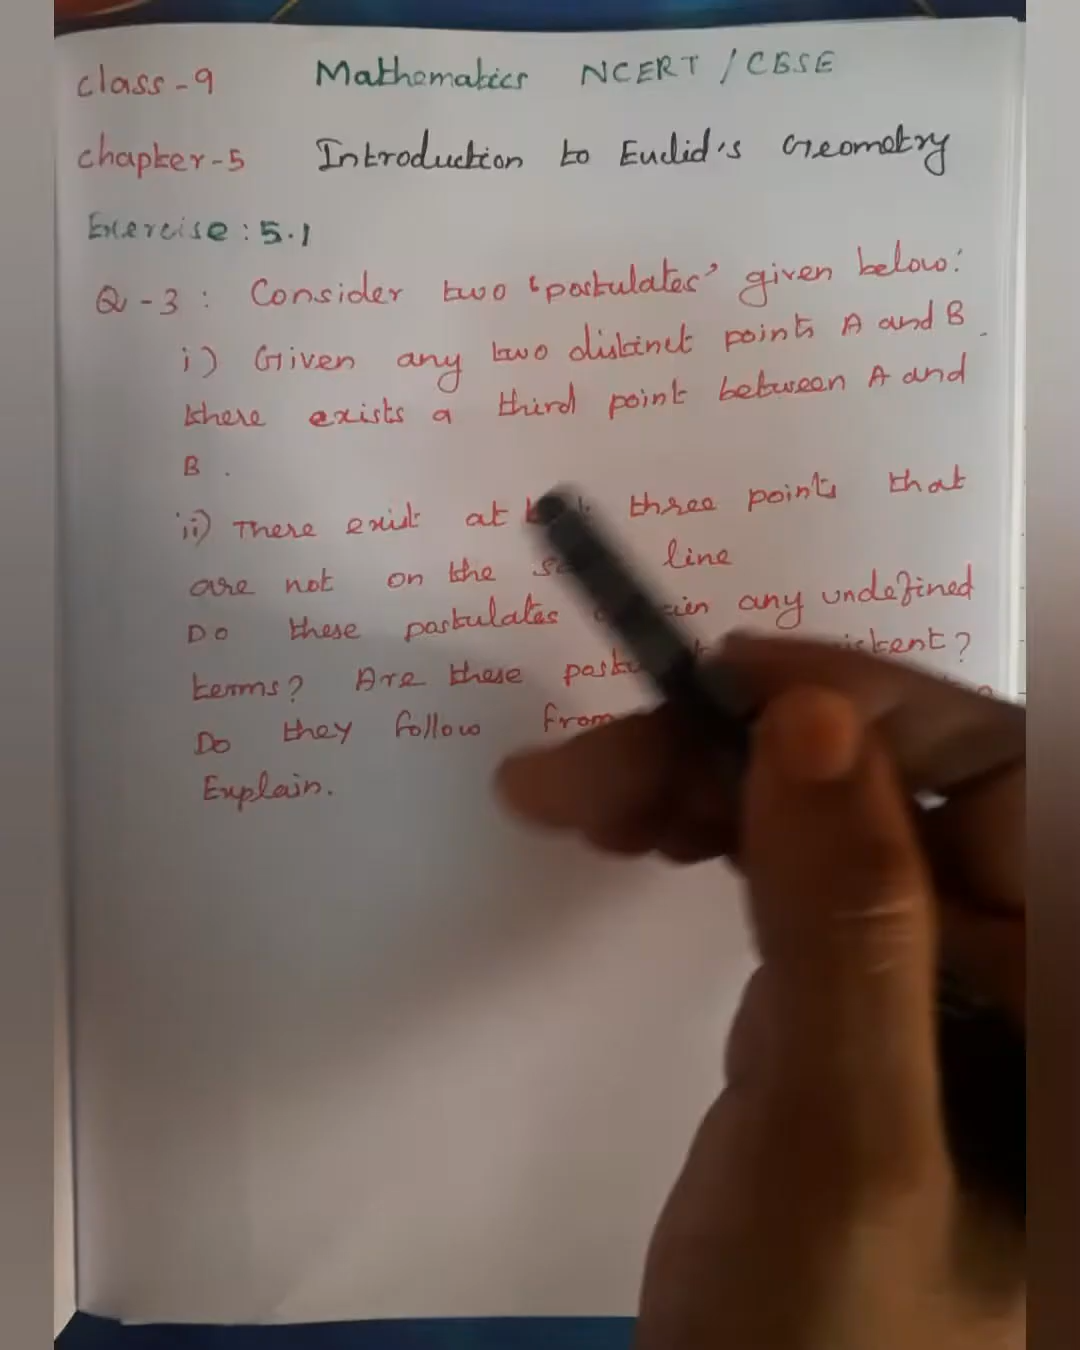 class-9 Mathematics NCERT / CBSE
chapter-5 Introduction to Euclid's Geometry
Exercise: 5.1
Q-3: Consider two 'postulates' given below:
i) Given any two distinct points A and B.
there exists a third point between A and
B.
ii) There exist at three points that
are not on the line
Do these postulates any undefined
terms? Are these
Do they follow from
Explain.